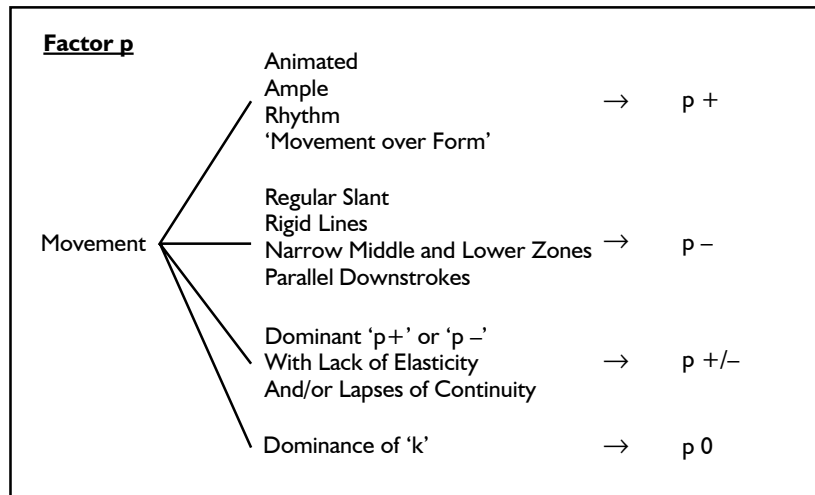 Factor p
Animated
Ample
Rhythm → p +
‘Movement over Form’
Regular Slant
Rigid Lines
Movement Narrow Middle and Lower Zones → p –
Parallel Downstrokes
Dominant ‘p+’ or ‘p –’
With Lack of Elasticity → p +/–
And/or Lapses of Continuity
Dominance of ‘k’ → p 0